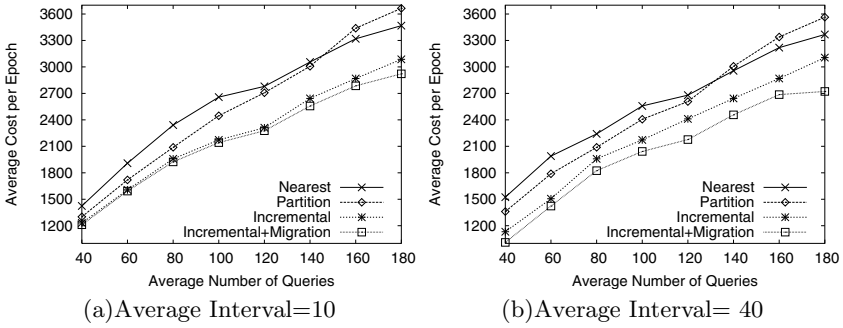 3600
3300
3000
2700
2400
2100
1800
1500
1200
Average Cost per Epoch
Nearest
Partition
Incremental
Incremental+Migration
40 60 80 100 120 140 160 180
Average Number of Queries
(a)Average Interval=10
3600
3300
3000
2700
2400
2100
1800
1500
1200
Average Cost per Epoch
Nearest
Partition
Incremental
Incremental+Migration
40 60 80 100 120 140 160 180
Average Number of Queries
(b)Average Interval= 40